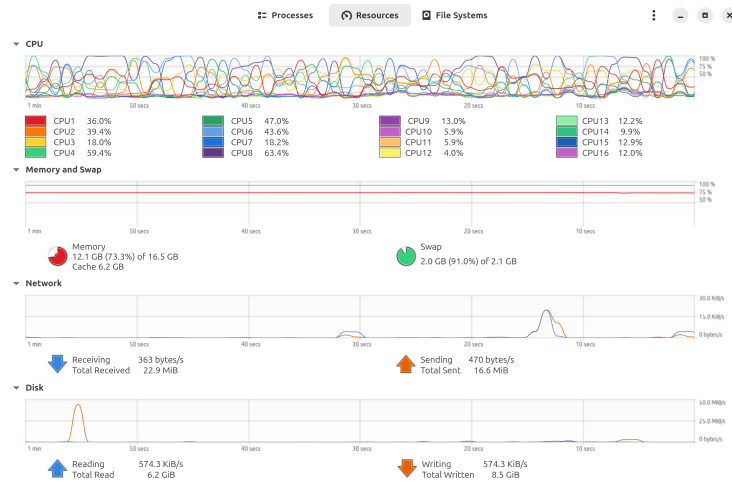 Processes Resources File Systems
CPU
100 %
75 %
50 %
1 min 50 secs 40 secs 30 secs 20 secs 10 secs
CPU1 36.0% CPU5 47.0% CPU9 13.0% CPU13 12.2%
CPU2 39.4% CPU6 43.6% CPU10 5.9% CPU14 9.9%
CPU3 18.0% CPU7 18.2% CPU11 5.9% CPU15 12.9%
CPU4 59.4% CPU8 63.4% CPU12 4.0% CPU16 12.0%
Memory and Swap
100 %
75 %
50 %
1 min 50 secs 40 secs 30 secs 20 secs 10 secs
Memory
12.1 GB (73.3%) of 16.5 GB
Cache 6.2 GB
Swap
2.0 GB (91.0%) of 2.1 GB
Network
30.0 KiB/s
15.0 KiB/s
0 bytes/s
1 min 50 secs 40 secs 30 secs 20 secs 10 secs
Receiving 363 bytes/s Sending 470 bytes/s
Total Received 22.9 MiB Total Sent 16.6 MiB
Disk
50.0 MiB/s
25.0 MiB/s
0 bytes/s
1 min 50 secs 40 secs 30 secs 20 secs 10 secs
Reading 574.3 KiB/s Writing 574.3 KiB/s
Total Read 6.2 GiB Total Written 8.5 GiB